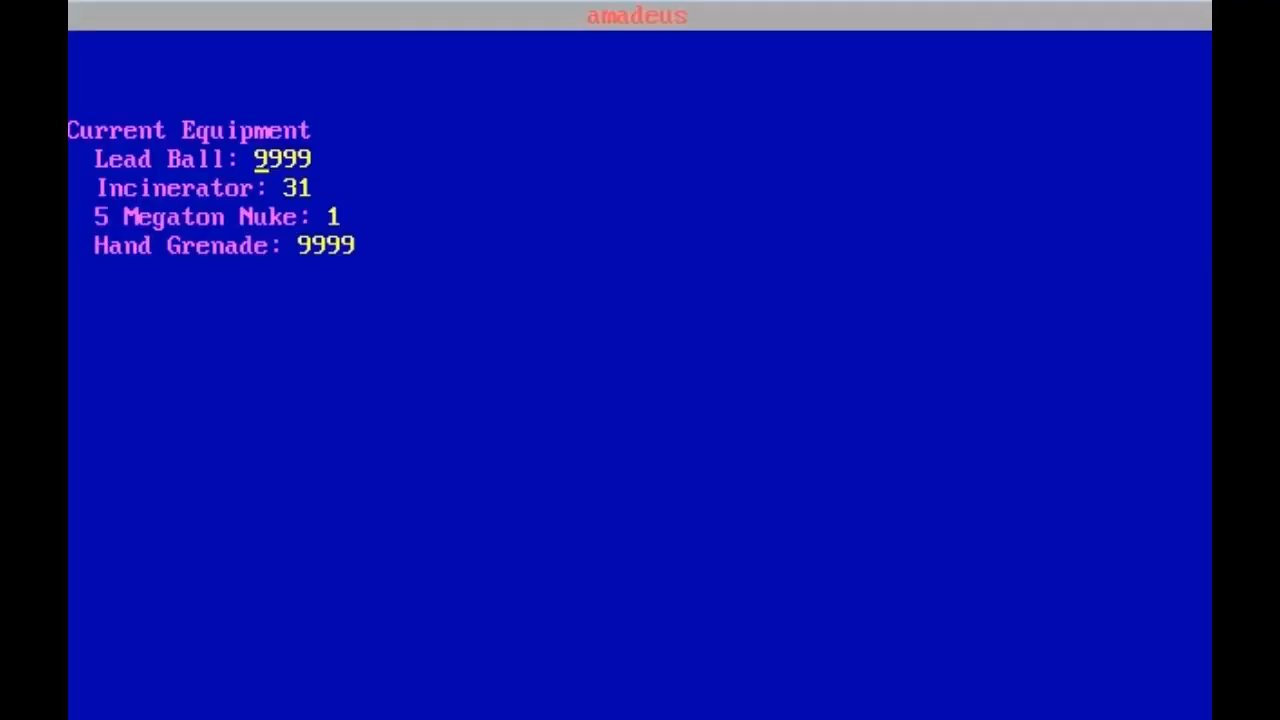 amadeus
Current Equipment
Lead Ball: 9999
Incinerator: 31
5 Megaton Nuke: 1
Hand Grenade: 9999